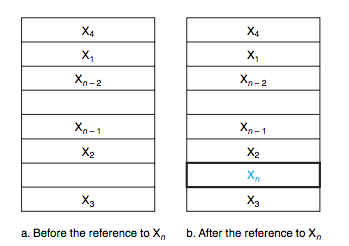 X₄ X₄
X₁ X₁
Xₙ₋₂ Xₙ₋₂
Xₙ₋₁ Xₙ₋₁
X₂ X₂
Xₙ
X₃ X₃
a. Before the reference to Xₙ b. After the reference to Xₙ